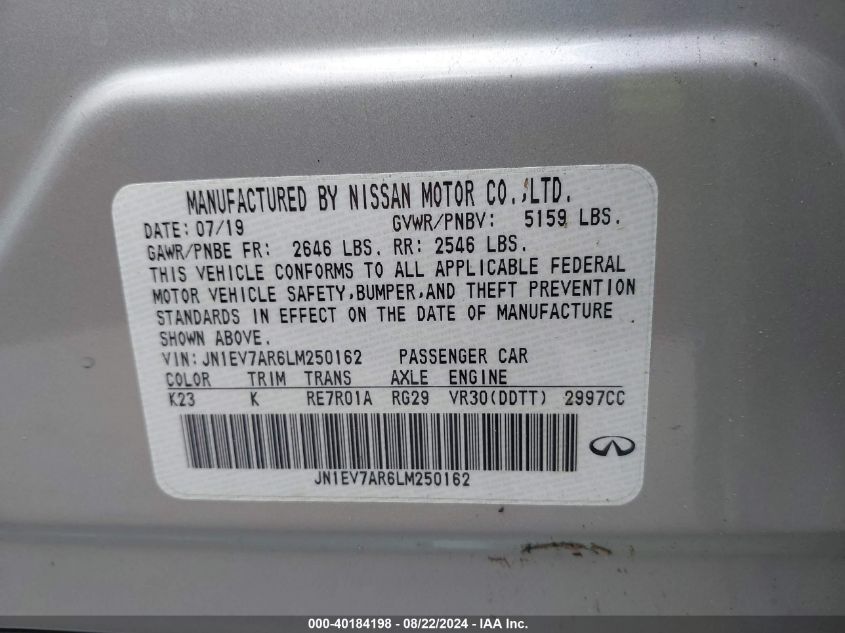 MANUFACTURED BY NISSAN MOTOR CO.,LTD.
DATE: 07/19 GVWR/PNBV: 5159 LBS.
GAWR/PNBE FR: 2646 LBS. RR: 2546 LBS.
THIS VEHICLE CONFORMS TO ALL APPLICABLE FEDERAL
MOTOR VEHICLE SAFETY,BUMPER,AND THEFT PREVENTION
STANDARDS IN EFFECT ON THE DATE OF MANUFACTURE
SHOWN ABOVE.
VIN:JN1EV7AR6LM250162 PASSENGER CAR
COLOR TRIM TRANS AXLE ENGINE
K23 K RE7R01A RG29 VR30(DDTT) 2997CC
JN1EV7AR6LM250162
000-40184198 - 08/22/2024 - IAA Inc.